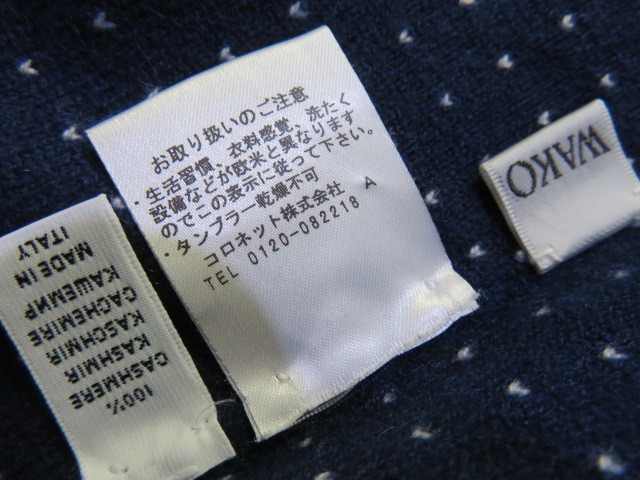 お取り扱いのご注意
・生活習慣、衣料感覚、洗たく
設備などが欧米と異なります
のでこの表示に従って下さい。
・タンブラー乾燥不可
コロネット株式会社 A
TEL 0120-082218
100%
CASHMERE
KASHMIR
KASCHMIR
CACHEMIRE
КАШЕМИР
MADE IN
ITALY
WAKO